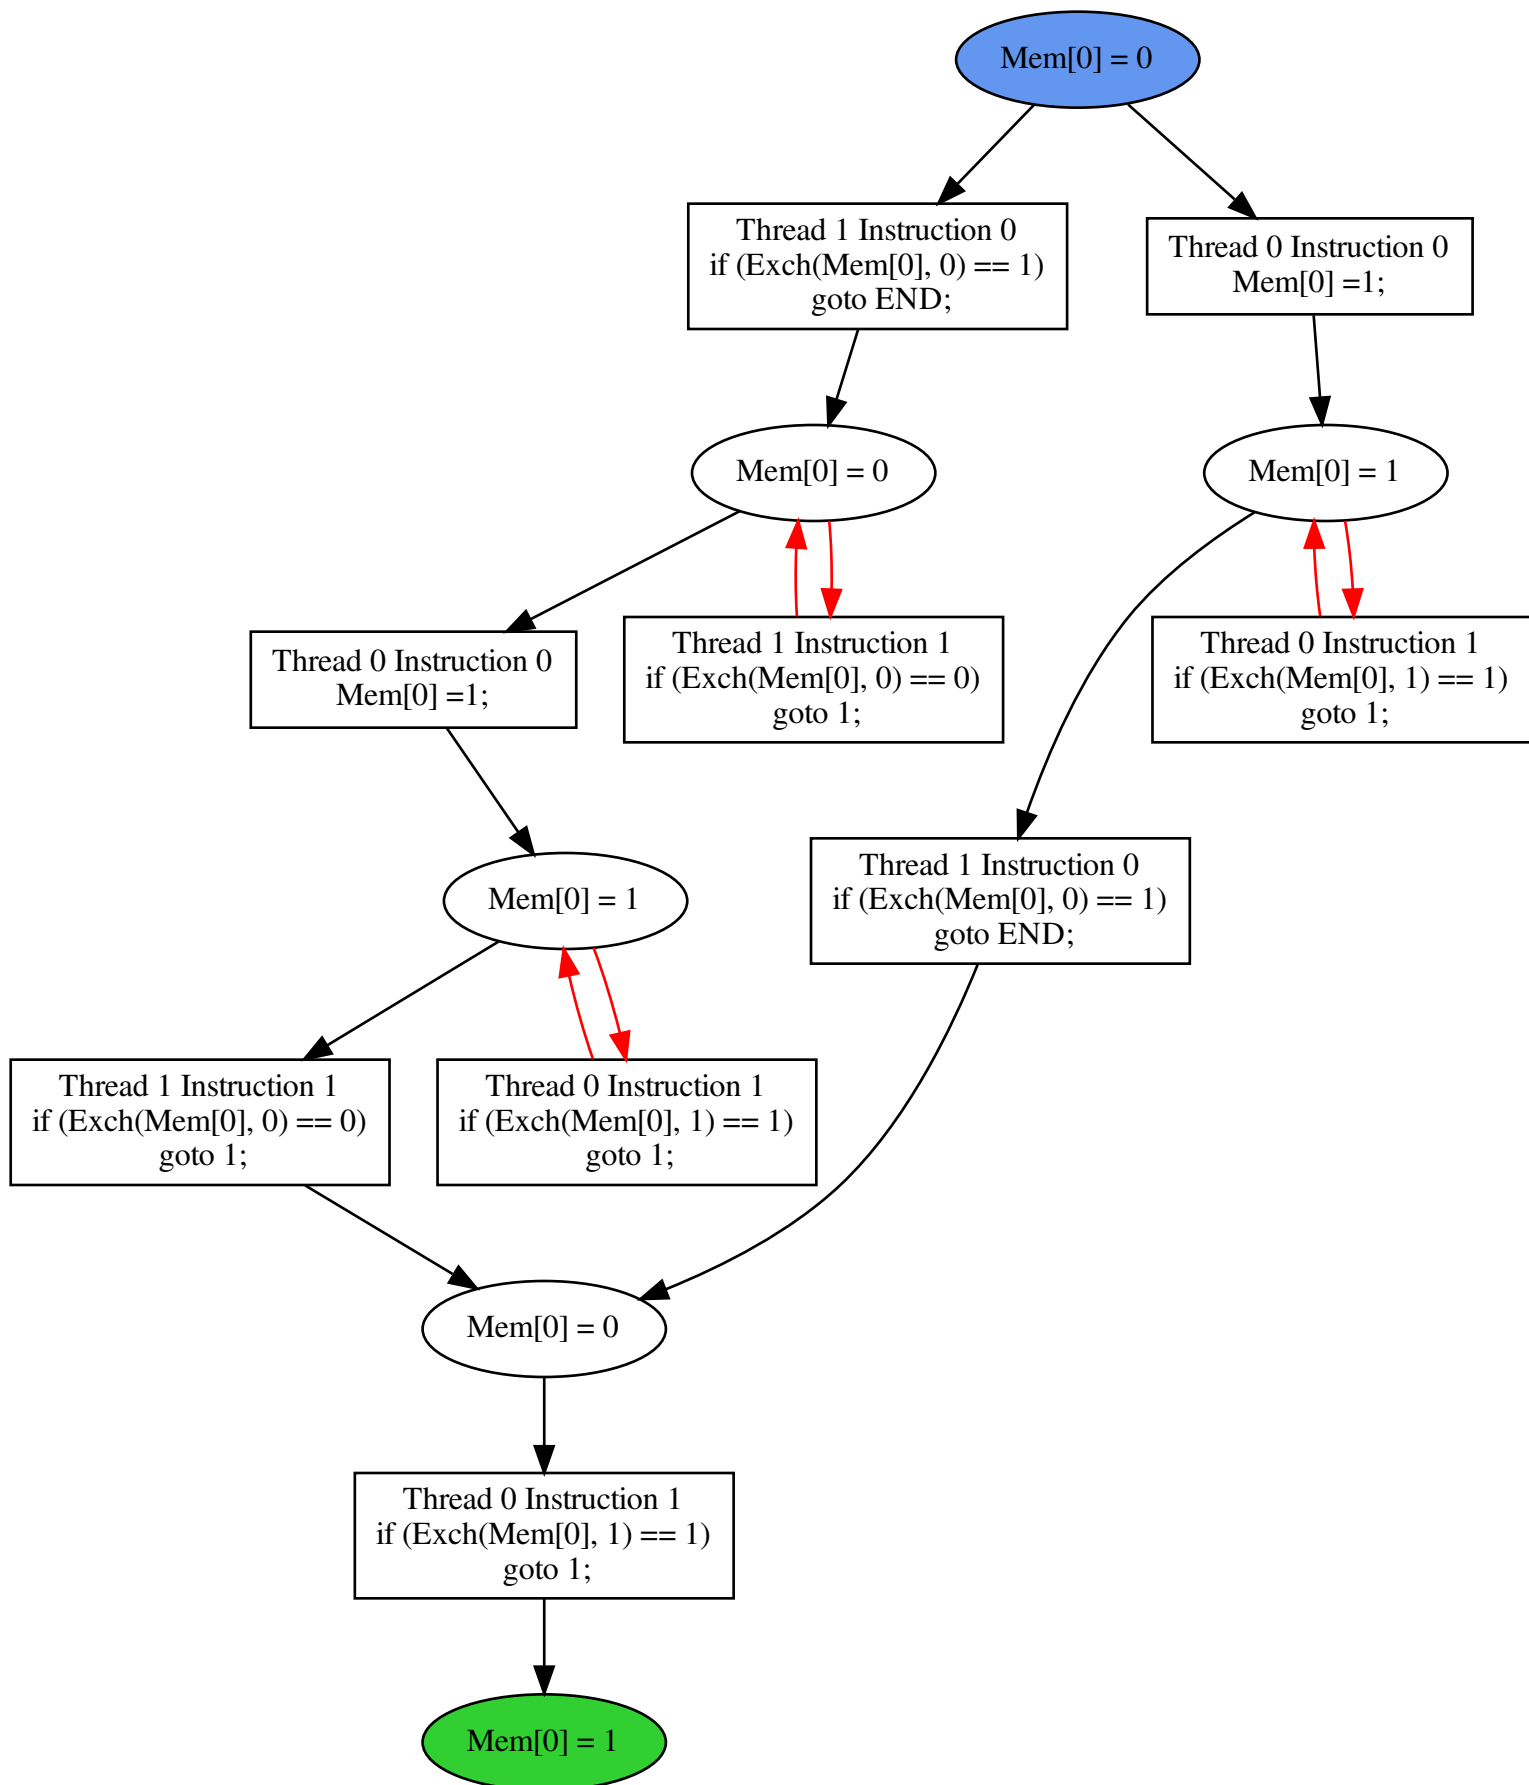 Mem[0] = 0
Thread 1 Instruction 0
if (Exch(Mem[0], 0) == 1)
goto END;
Thread 0 Instruction 0
Mem[0] =1;
Mem[0] = 0
Mem[0] = 1
Thread 0 Instruction 0
Mem[0] =1;
Thread 1 Instruction 1
if (Exch(Mem[0], 0) == 0)
goto 1;
Thread 0 Instruction 1
if (Exch(Mem[0], 1) == 1)
goto 1;
Mem[0] = 1
Thread 1 Instruction 0
if (Exch(Mem[0], 0) == 1)
goto END;
Thread 1 Instruction 1
if (Exch(Mem[0], 0) == 0)
goto 1;
Thread 0 Instruction 1
if (Exch(Mem[0], 1) == 1)
goto 1;
Mem[0] = 0
Thread 0 Instruction 1
if (Exch(Mem[0], 1) == 1)
goto 1;
Mem[0] = 1